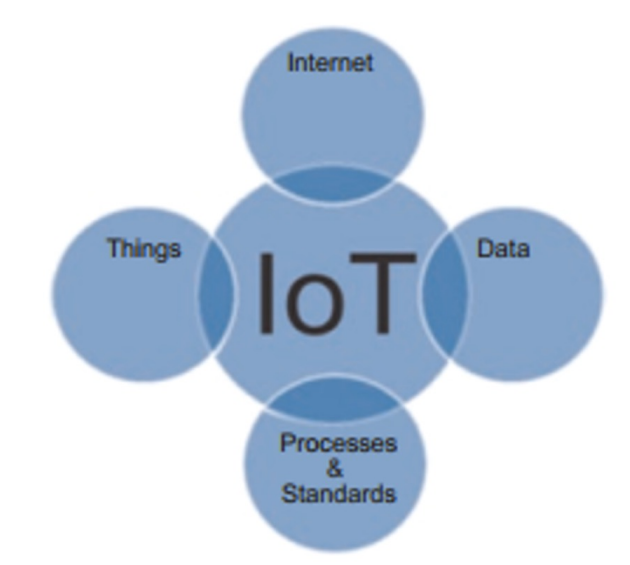 Internet
Things
IoT
Data
Processes
&
Standards